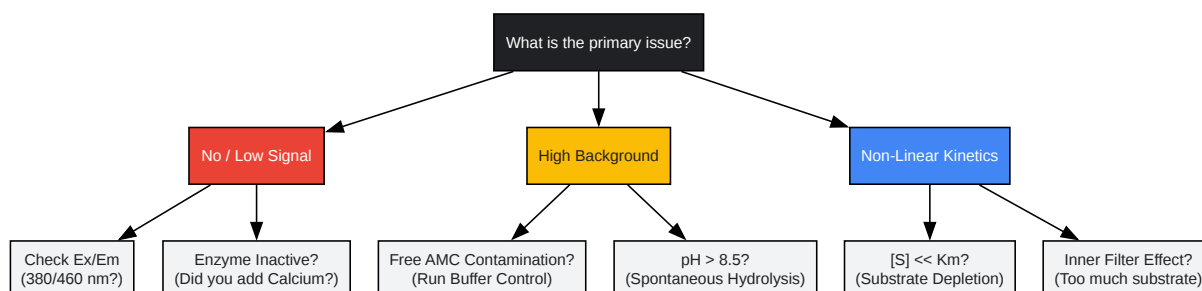 What is the primary issue?
No / Low Signal
High Background
Non-Linear Kinetics
Check Ex/Em
(380/460 nm?)
Enzyme Inactive?
(Did you add Calcium?)
Free AMC Contamination?
(Run Buffer Control)
pH > 8.5?
(Spontaneous Hydrolysis)
[S] << Km?
(Substrate Depletion)
Inner Filter Effect?
(Too much substrate)